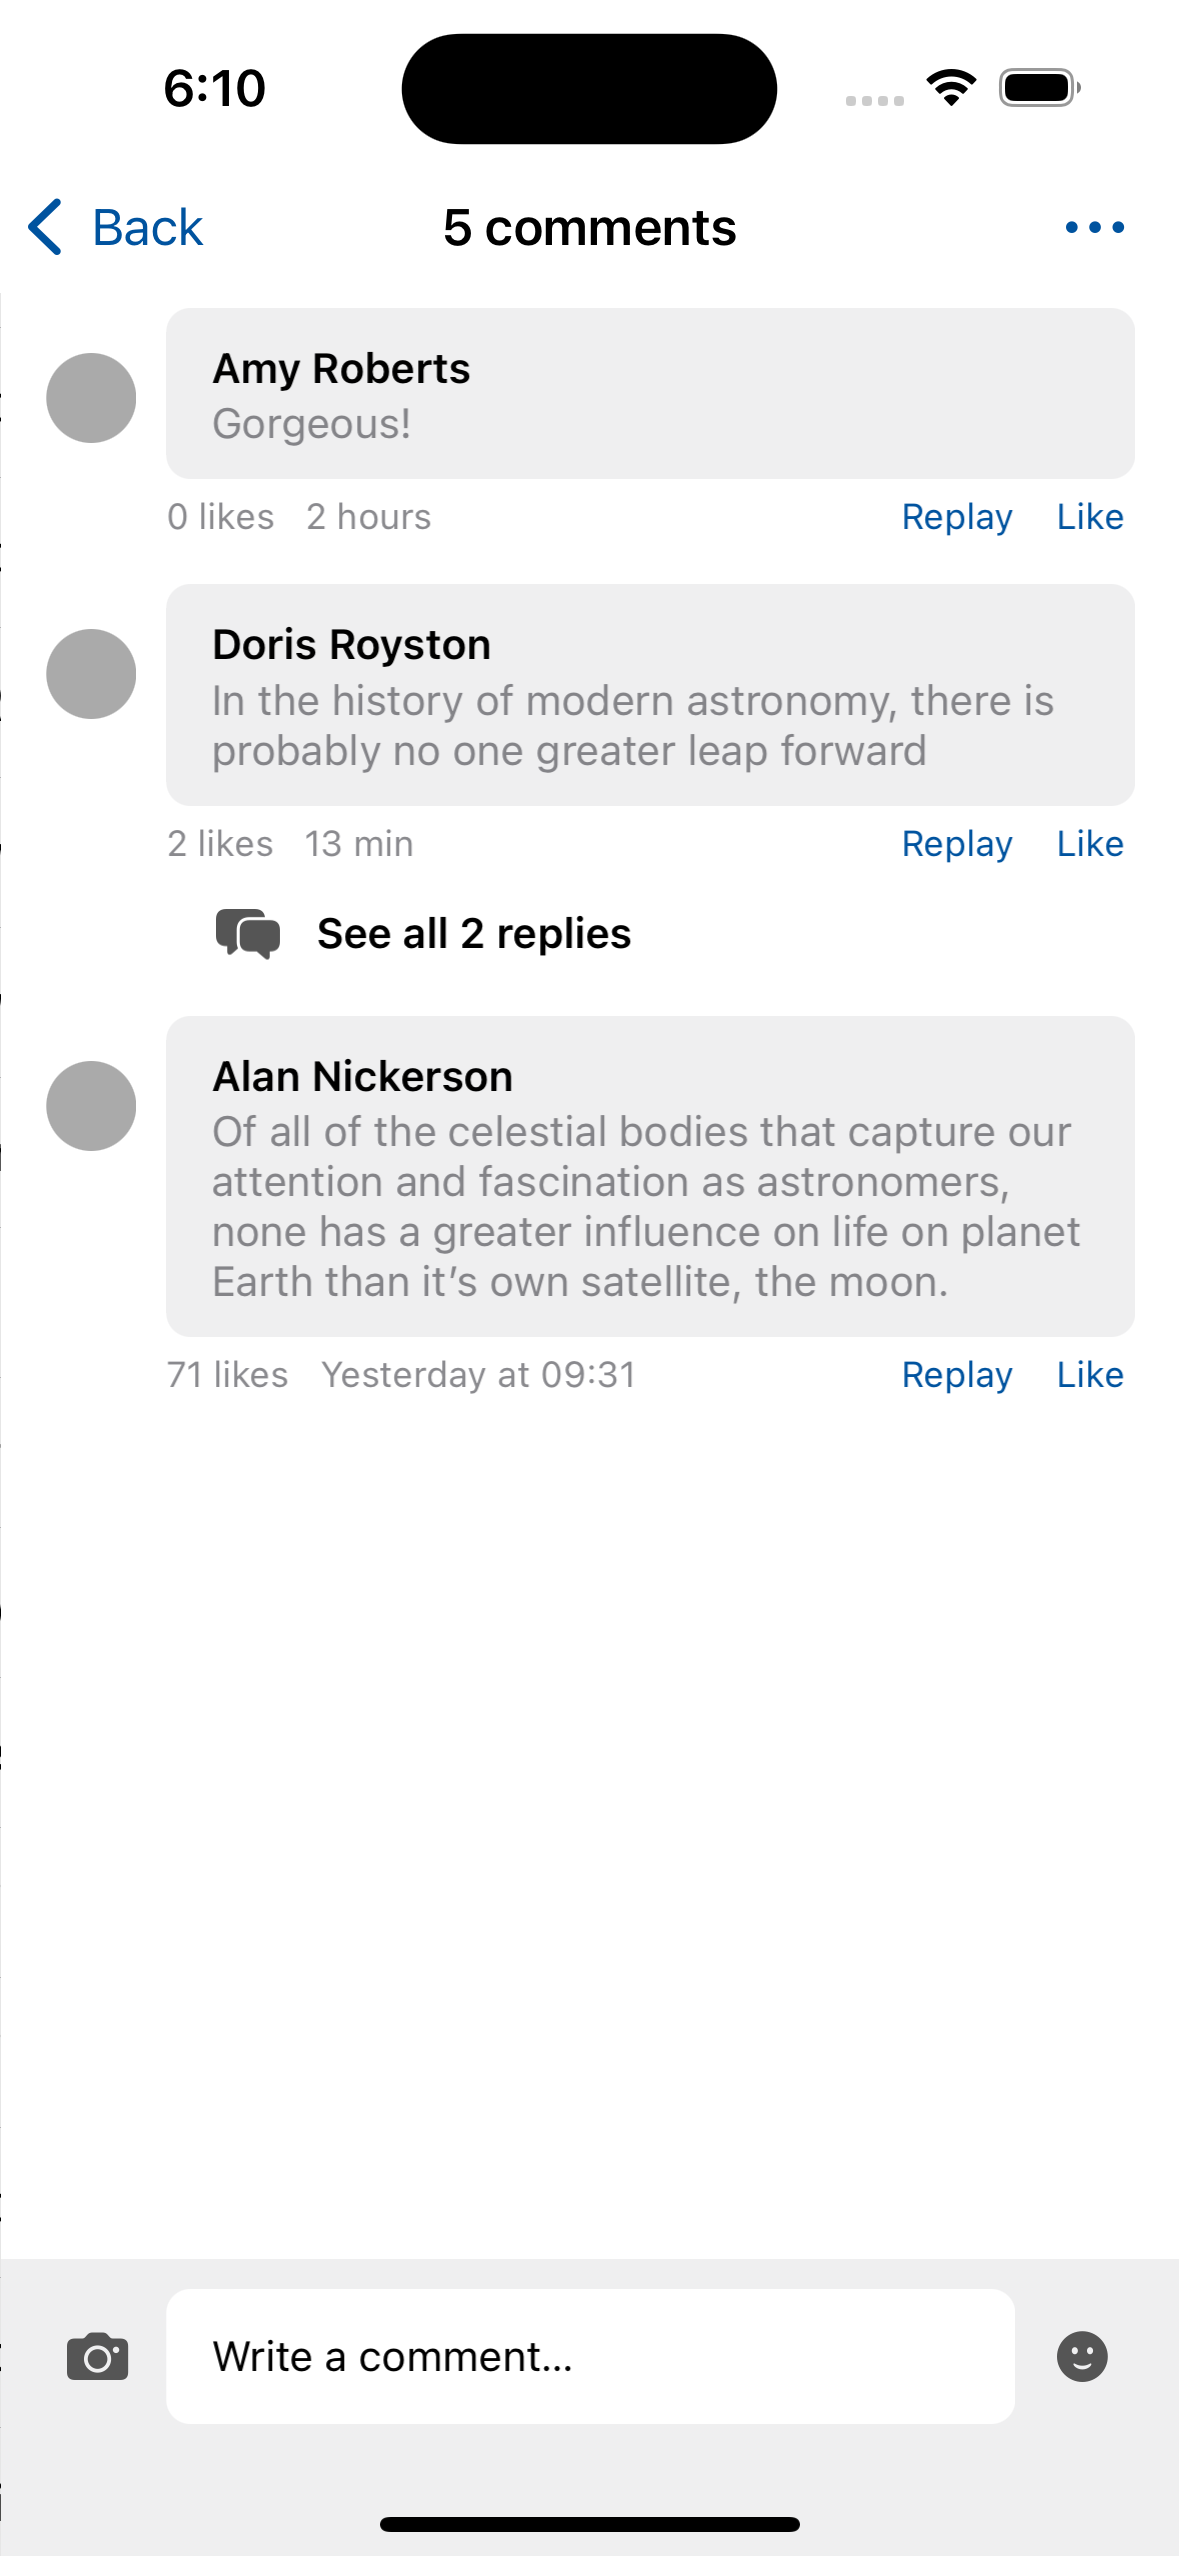 6:10
Back
5 comments
Amy Roberts
Gorgeous!
0 likes 2 hours Replay Like
Doris Royston
In the history of modern astronomy, there is
probably no one greater leap forward
2 likes 13 min Replay Like
See all 2 replies
Alan Nickerson
Of all of the celestial bodies that capture our
attention and fascination as astronomers,
none has a greater influence on life on planet
Earth than it’s own satellite, the moon.
71 likes Yesterday at 09:31 Replay Like
Write a comment...